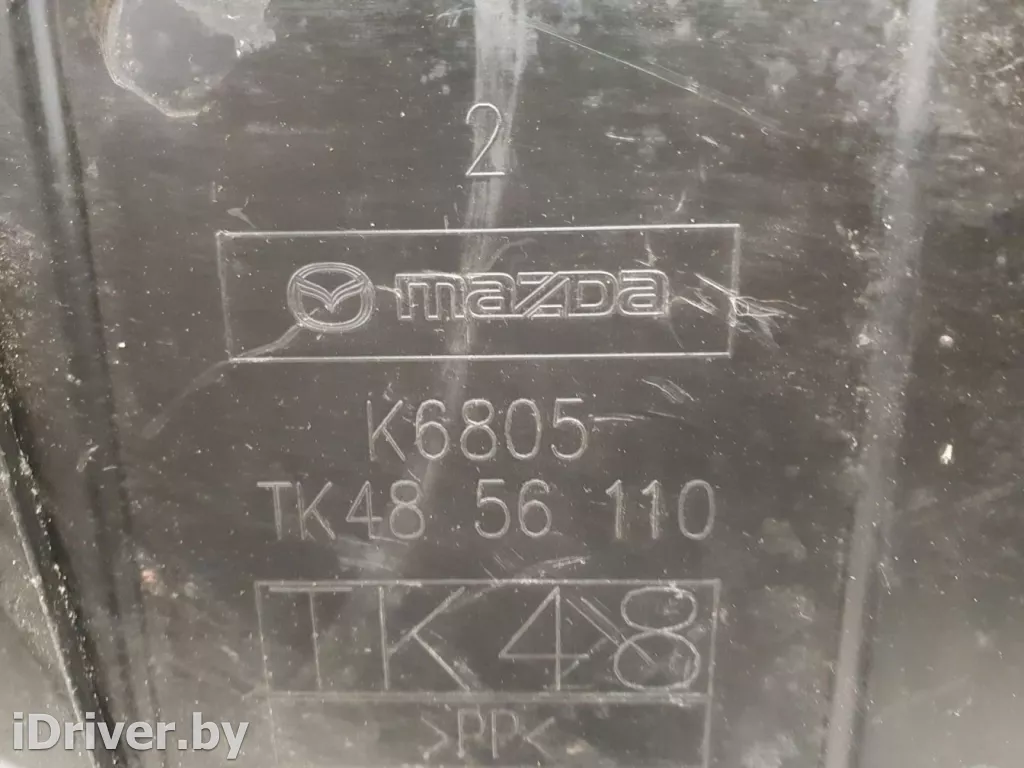 2
mazda
K6805
TK48 56 110
TK48
>PP<
iDriver.by